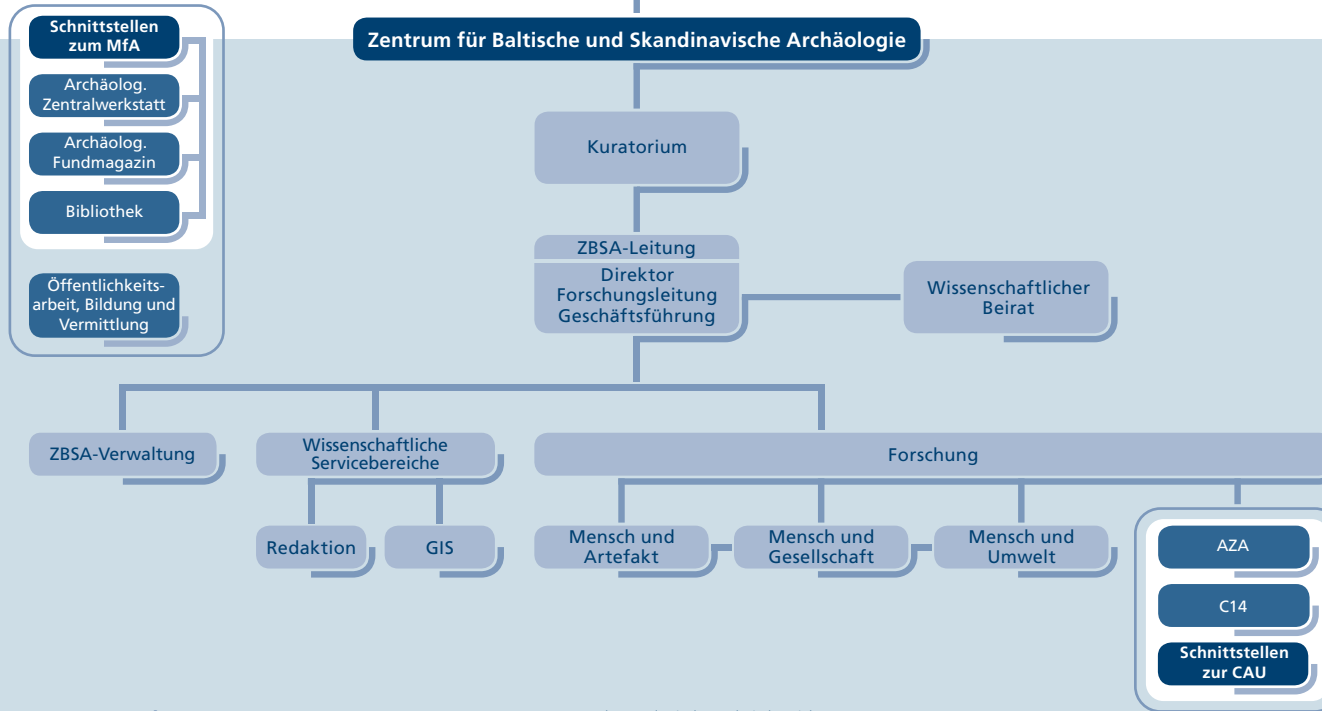 Schnittstellen
zum MfA
Archäolog.
Zentralwerkstatt
Archäolog.
Fundmagazin
Bibliothek
Öffentlichkeits-
arbeit, Bildung und
Vermittlung
Zentrum für Baltische und Skandinavische Archäologie
Kuratorium
ZBSA-Leitung
Direktor
Forschungsleitung
Geschäftsführung
Wissenschaftlicher
Beirat
ZBSA-Verwaltung
Wissenschaftliche
Servicebereiche
Redaktion
GIS
Forschung
Mensch und
Artefakt
Mensch und
Gesellschaft
Mensch und
Umwelt
AZA
C14
Schnittstellen
zur CAU